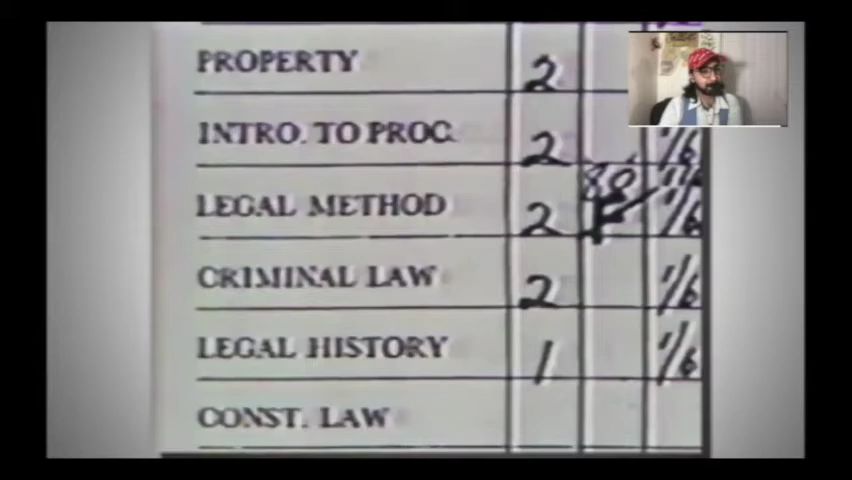 PROPERTY 2
INTRO. TO PROC. 2 1/6
80
LEGAL METHOD 2 F 1/6
CRIMINAL LAW 2 1/6
LEGAL HISTORY 1 1/6
CONST. LAW